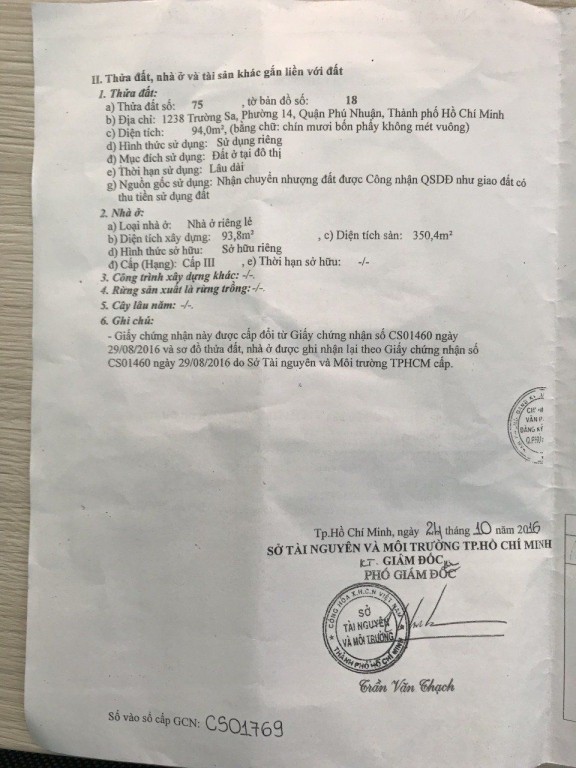 II. Thửa đất, nhà ở và tài sản khác gắn liền với đất
1. Thửa đất:
a) Thửa đất số: 75 , tờ bản đồ số: 18
b) Địa chỉ: 1238 Trường Sa, Phường 14, Quận Phú Nhuận, Thành phố Hồ Chí Minh
c) Diện tích: 94,0m², (bằng chữ: chín mươi bốn phẩy không mét vuông)
d) Hình thức sử dụng: Sử dụng riêng
đ) Mục đích sử dụng: Đất ở tại đô thị
e) Thời hạn sử dụng: Lâu dài
g) Nguồn gốc sử dụng: Nhận chuyển nhượng đất được Công nhận QSDĐ như giao đất có
thu tiền sử dụng đất
2. Nhà ở:
a) Loại nhà ở: Nhà ở riêng lẻ
b) Diện tích xây dựng: 93,8m² , c) Diện tích sàn: 350,4m²
d) Hình thức sở hữu: Sở hữu riêng
đ) Cấp (Hạng): Cấp III , e) Thời hạn sở hữu: -/-
3. Công trình xây dựng khác: -/-.
4. Rừng sản xuất là rừng trồng: -/-.
5. Cây lâu năm: -/-.
6. Ghi chú:
- Giấy chứng nhận này được cấp đổi từ Giấy chứng nhận số CS01460 ngày
29/08/2016 và sơ đồ thửa đất, nhà ở được ghi nhận lại theo Giấy chứng nhận số
CS01460 ngày 29/08/2016 do Sở Tài nguyên và Môi trường TPHCM cấp.
VĂN
ĐĂNG KÝ
Tp.Hồ Chí Minh, ngày 24 tháng 10 năm 2016
SỞ TÀI NGUYÊN VÀ MÔI TRƯỜNG TP.HỒ CHÍ MINH
KT. GIÁM ĐỐC
PHÓ GIÁM ĐỐC
CỘNG HÒA X.H.C.N VIỆT NAM
SỞ
TÀI NGUYÊN
VÀ MÔI TRƯỜNG
THÀNH PHỐ HỒ CHÍ MINH
Trần Văn Thạch
Số vào sổ cấp GCN: CS01769